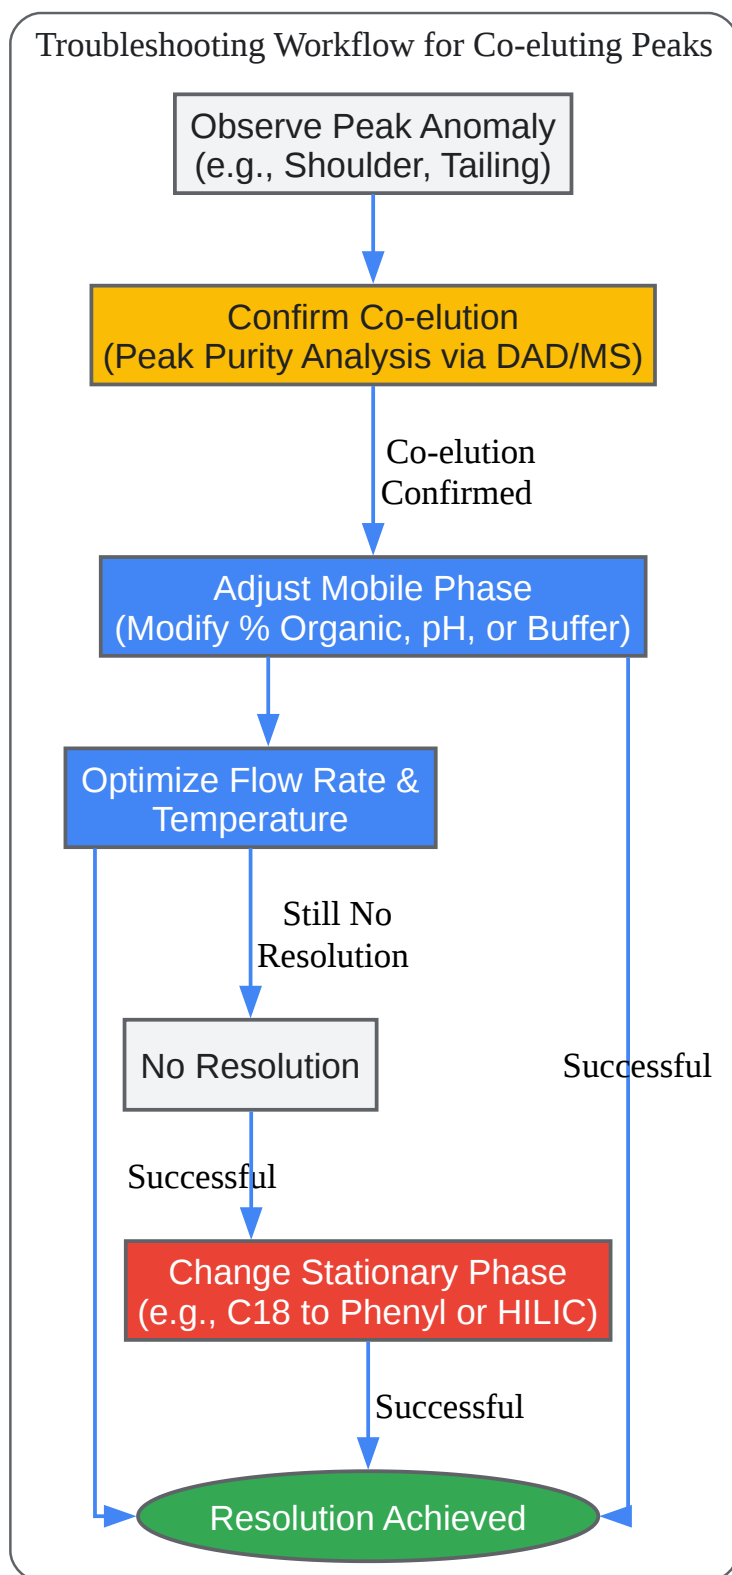 Troubleshooting Workflow for Co-eluting Peaks
Observe Peak Anomaly
(e.g., Shoulder, Tailing)
Confirm Co-elution
(Peak Purity Analysis via DAD/MS)
Co-elution
Confirmed
Adjust Mobile Phase
(Modify % Organic, pH, or Buffer)
Optimize Flow Rate &
Temperature
Still No
Resolution
No Resolution
Successful
Successful
Change Stationary Phase
(e.g., C18 to Phenyl or HILIC)
Successful
Resolution Achieved